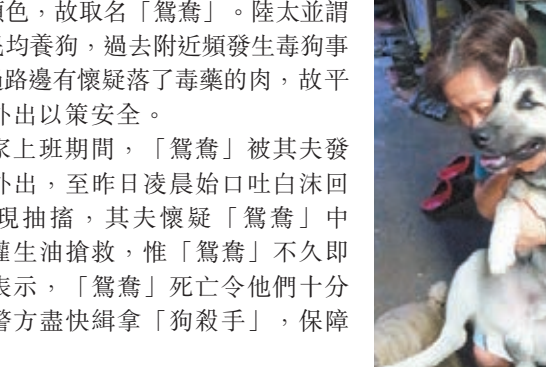 顏色，故取名「鴛鴦」。陸太並謂
民均養狗，過去附近頻發生毒狗事
過路邊有懷疑落了毒藥的肉，故平
外出以策安全。
家上班期間，「鴛鴦」被其夫發
外出，至昨日凌晨始口吐白沫回
現抽搐，其夫懷疑「鴛鴦」中
灌生油搶救，惟「鴛鴦」不久即
表示，「鴛鴦」死亡令他們十分
警方盡快緝拿「狗殺手」，保障